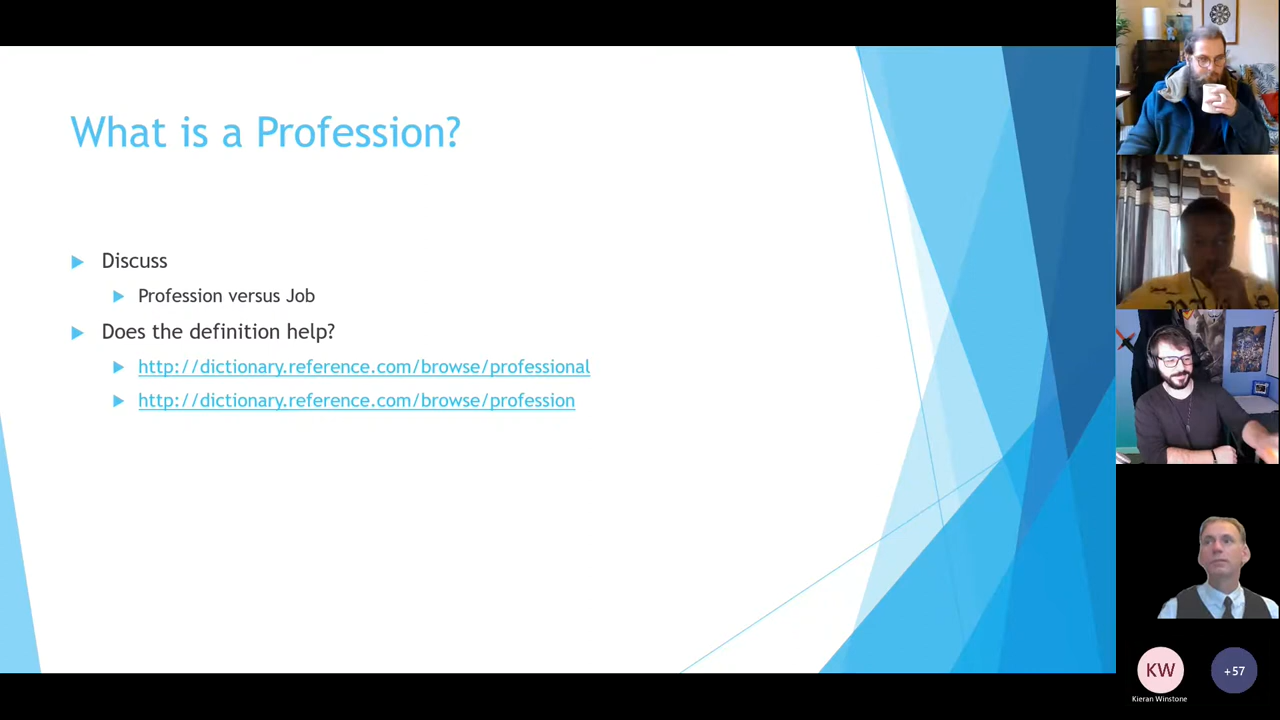 What is a Profession?
Discuss
Profession versus Job
Does the definition help?
http://dictionary.reference.com/browse/professional
http://dictionary.reference.com/browse/profession
KW
+57
Kieran Winstone